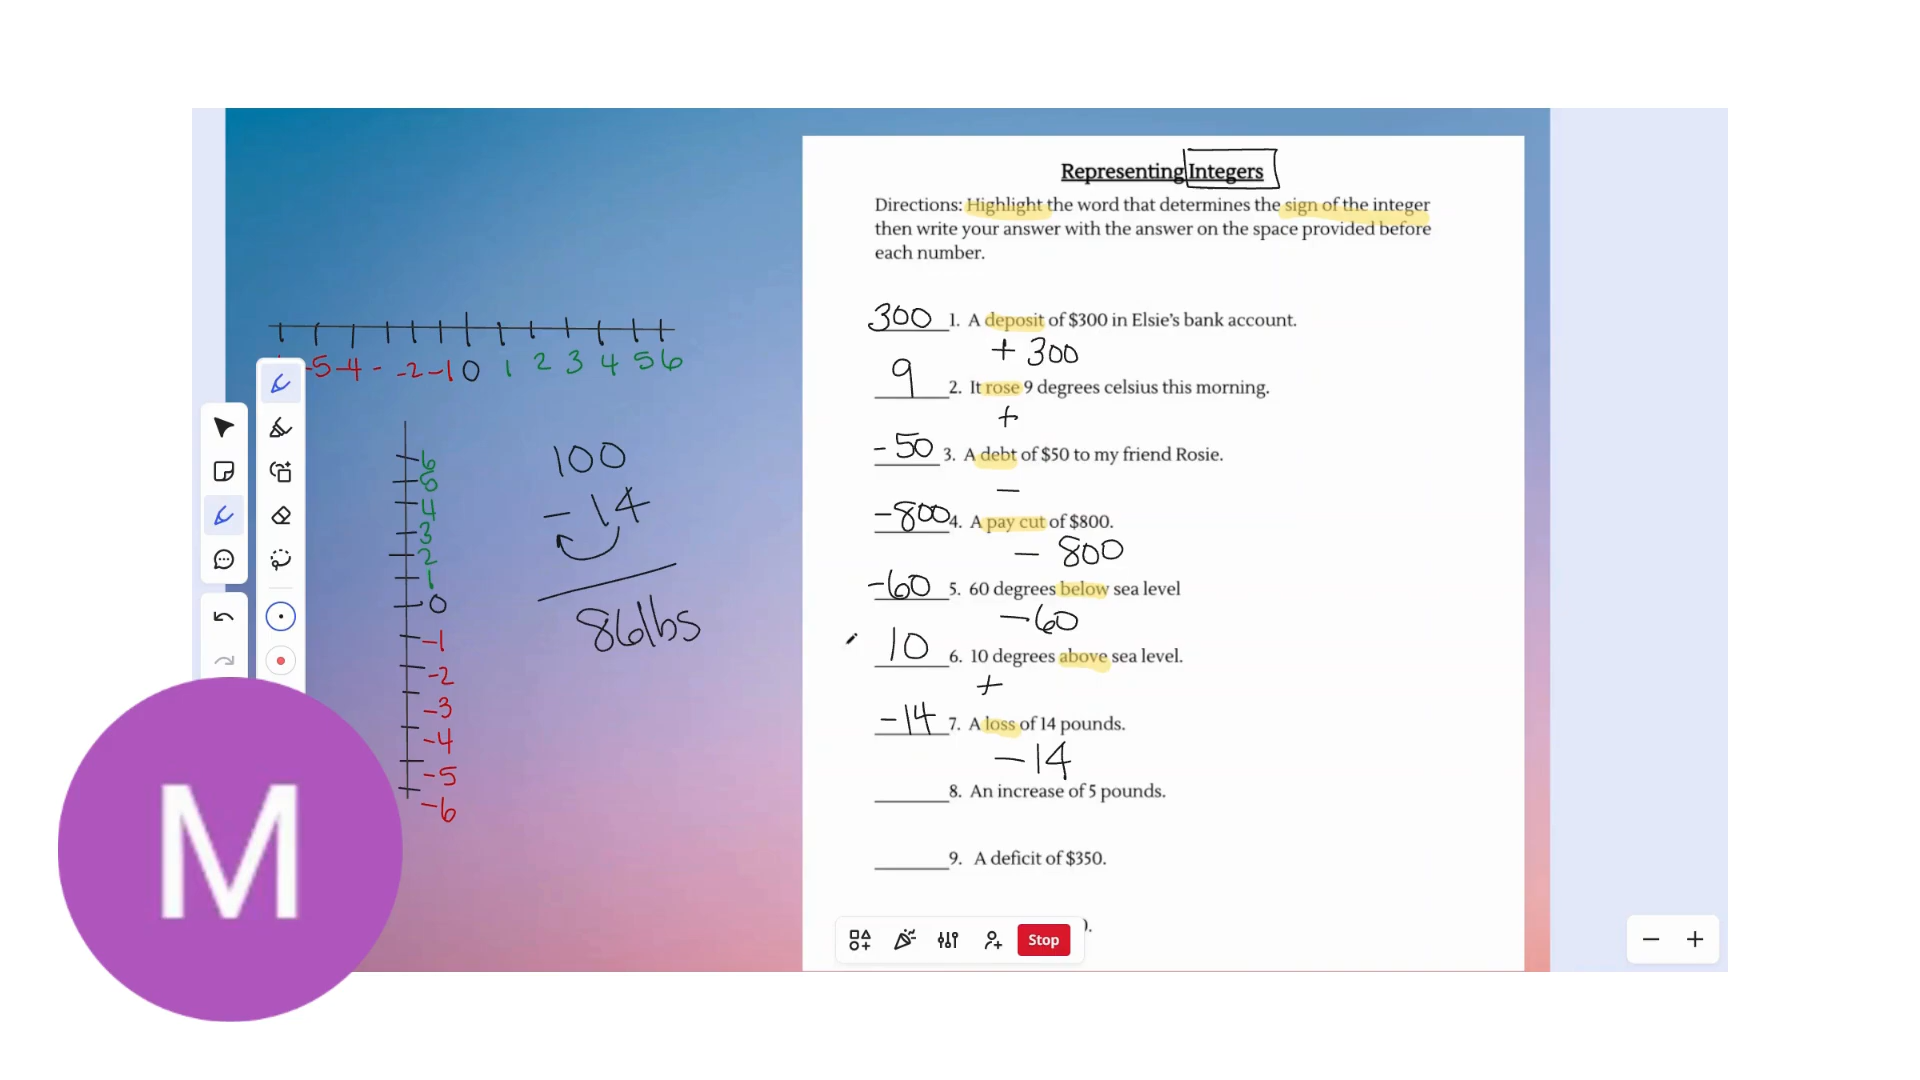 Representing Integers
Directions: Highlight the word that determines the sign of the integer
then write your answer with the answer on the space provided before
each number.
300 1. A deposit of $300 in Elsie's bank account.
+ 300
9 2. It rose 9 degrees celsius this morning.
+
-50 3. A debt of $50 to my friend Rosie.
-
-800 4. A pay cut of $800.
- 800
-60 5. 60 degrees below sea level
-60
10 6. 10 degrees above sea level.
+
-14 7. A loss of 14 pounds.
-14
8. An increase of 5 pounds.
9. A deficit of $350.
).
Stop
-5 -4 - -2 -1 0 1 2 3 4 5 6
6
5
4
3
2
1
0
-1
-2
-3
-4
-5
-6
100
- 14
86lbs
M